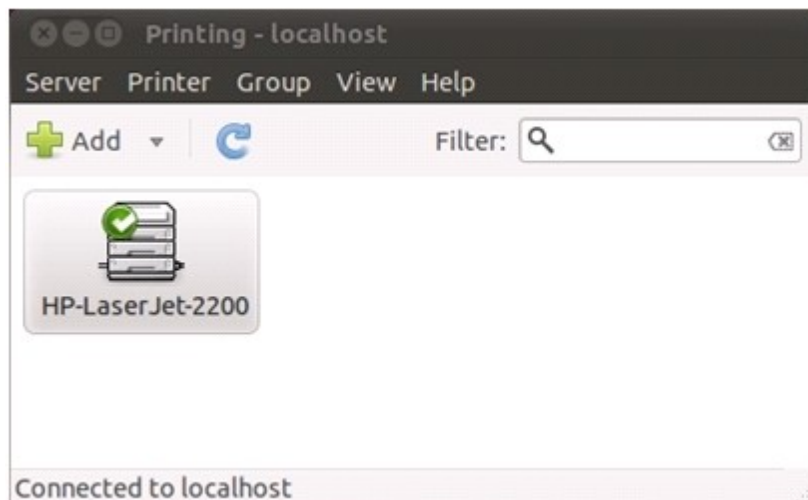 Printing - localhost
Server Printer Group View Help
Add Filter:
HP-LaserJet-2200
Connected to localhost